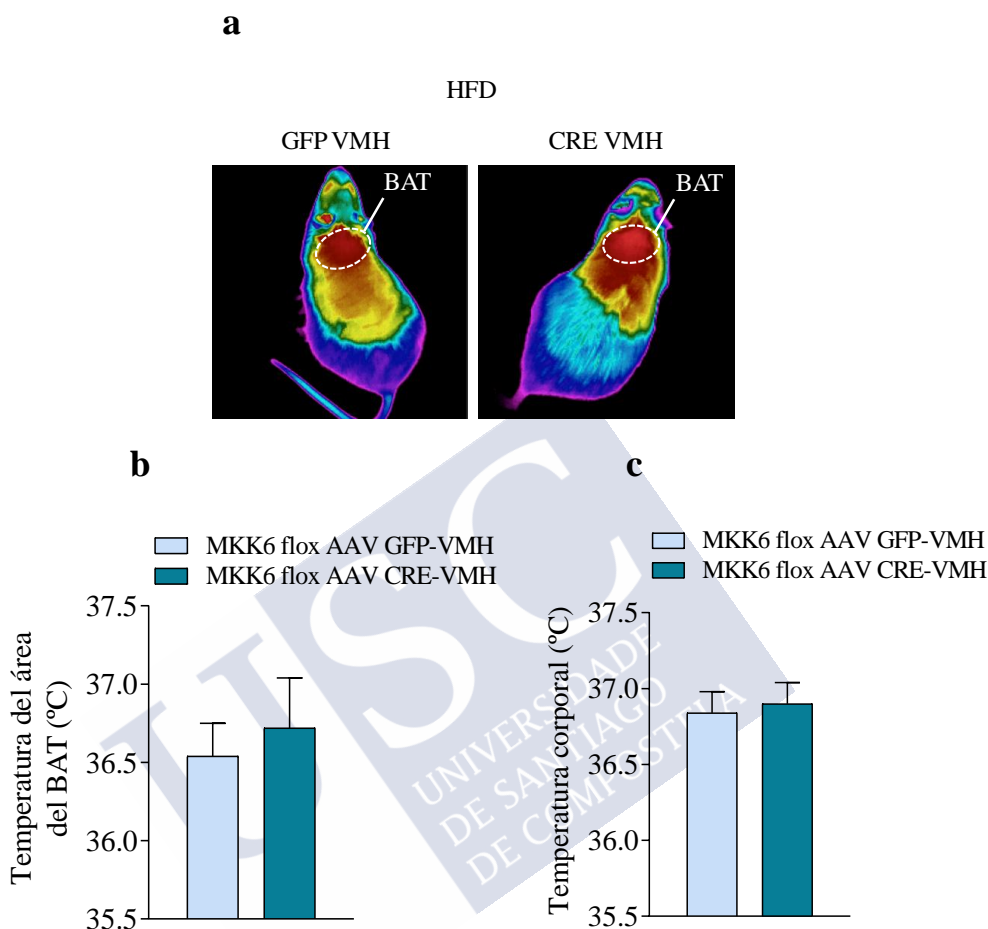 a
HFD
GFP VMH
CRE VMH
BAT
BAT
b
MKK6 flox AAV GFP-VMH
MKK6 flox AAV CRE-VMH
Temperatura del área
del BAT (ºC)
37.5
37.0
36.5
36.0
35.5
c
MKK6 flox AAV GFP-VMH
MKK6 flox AAV CRE-VMH
Temperatura corporal (ºC)
37.5
37.0
36.5
36.0
35.5
USC
UNIVERSIDADE
DE SANTIAGO
DE COMPOSTELA